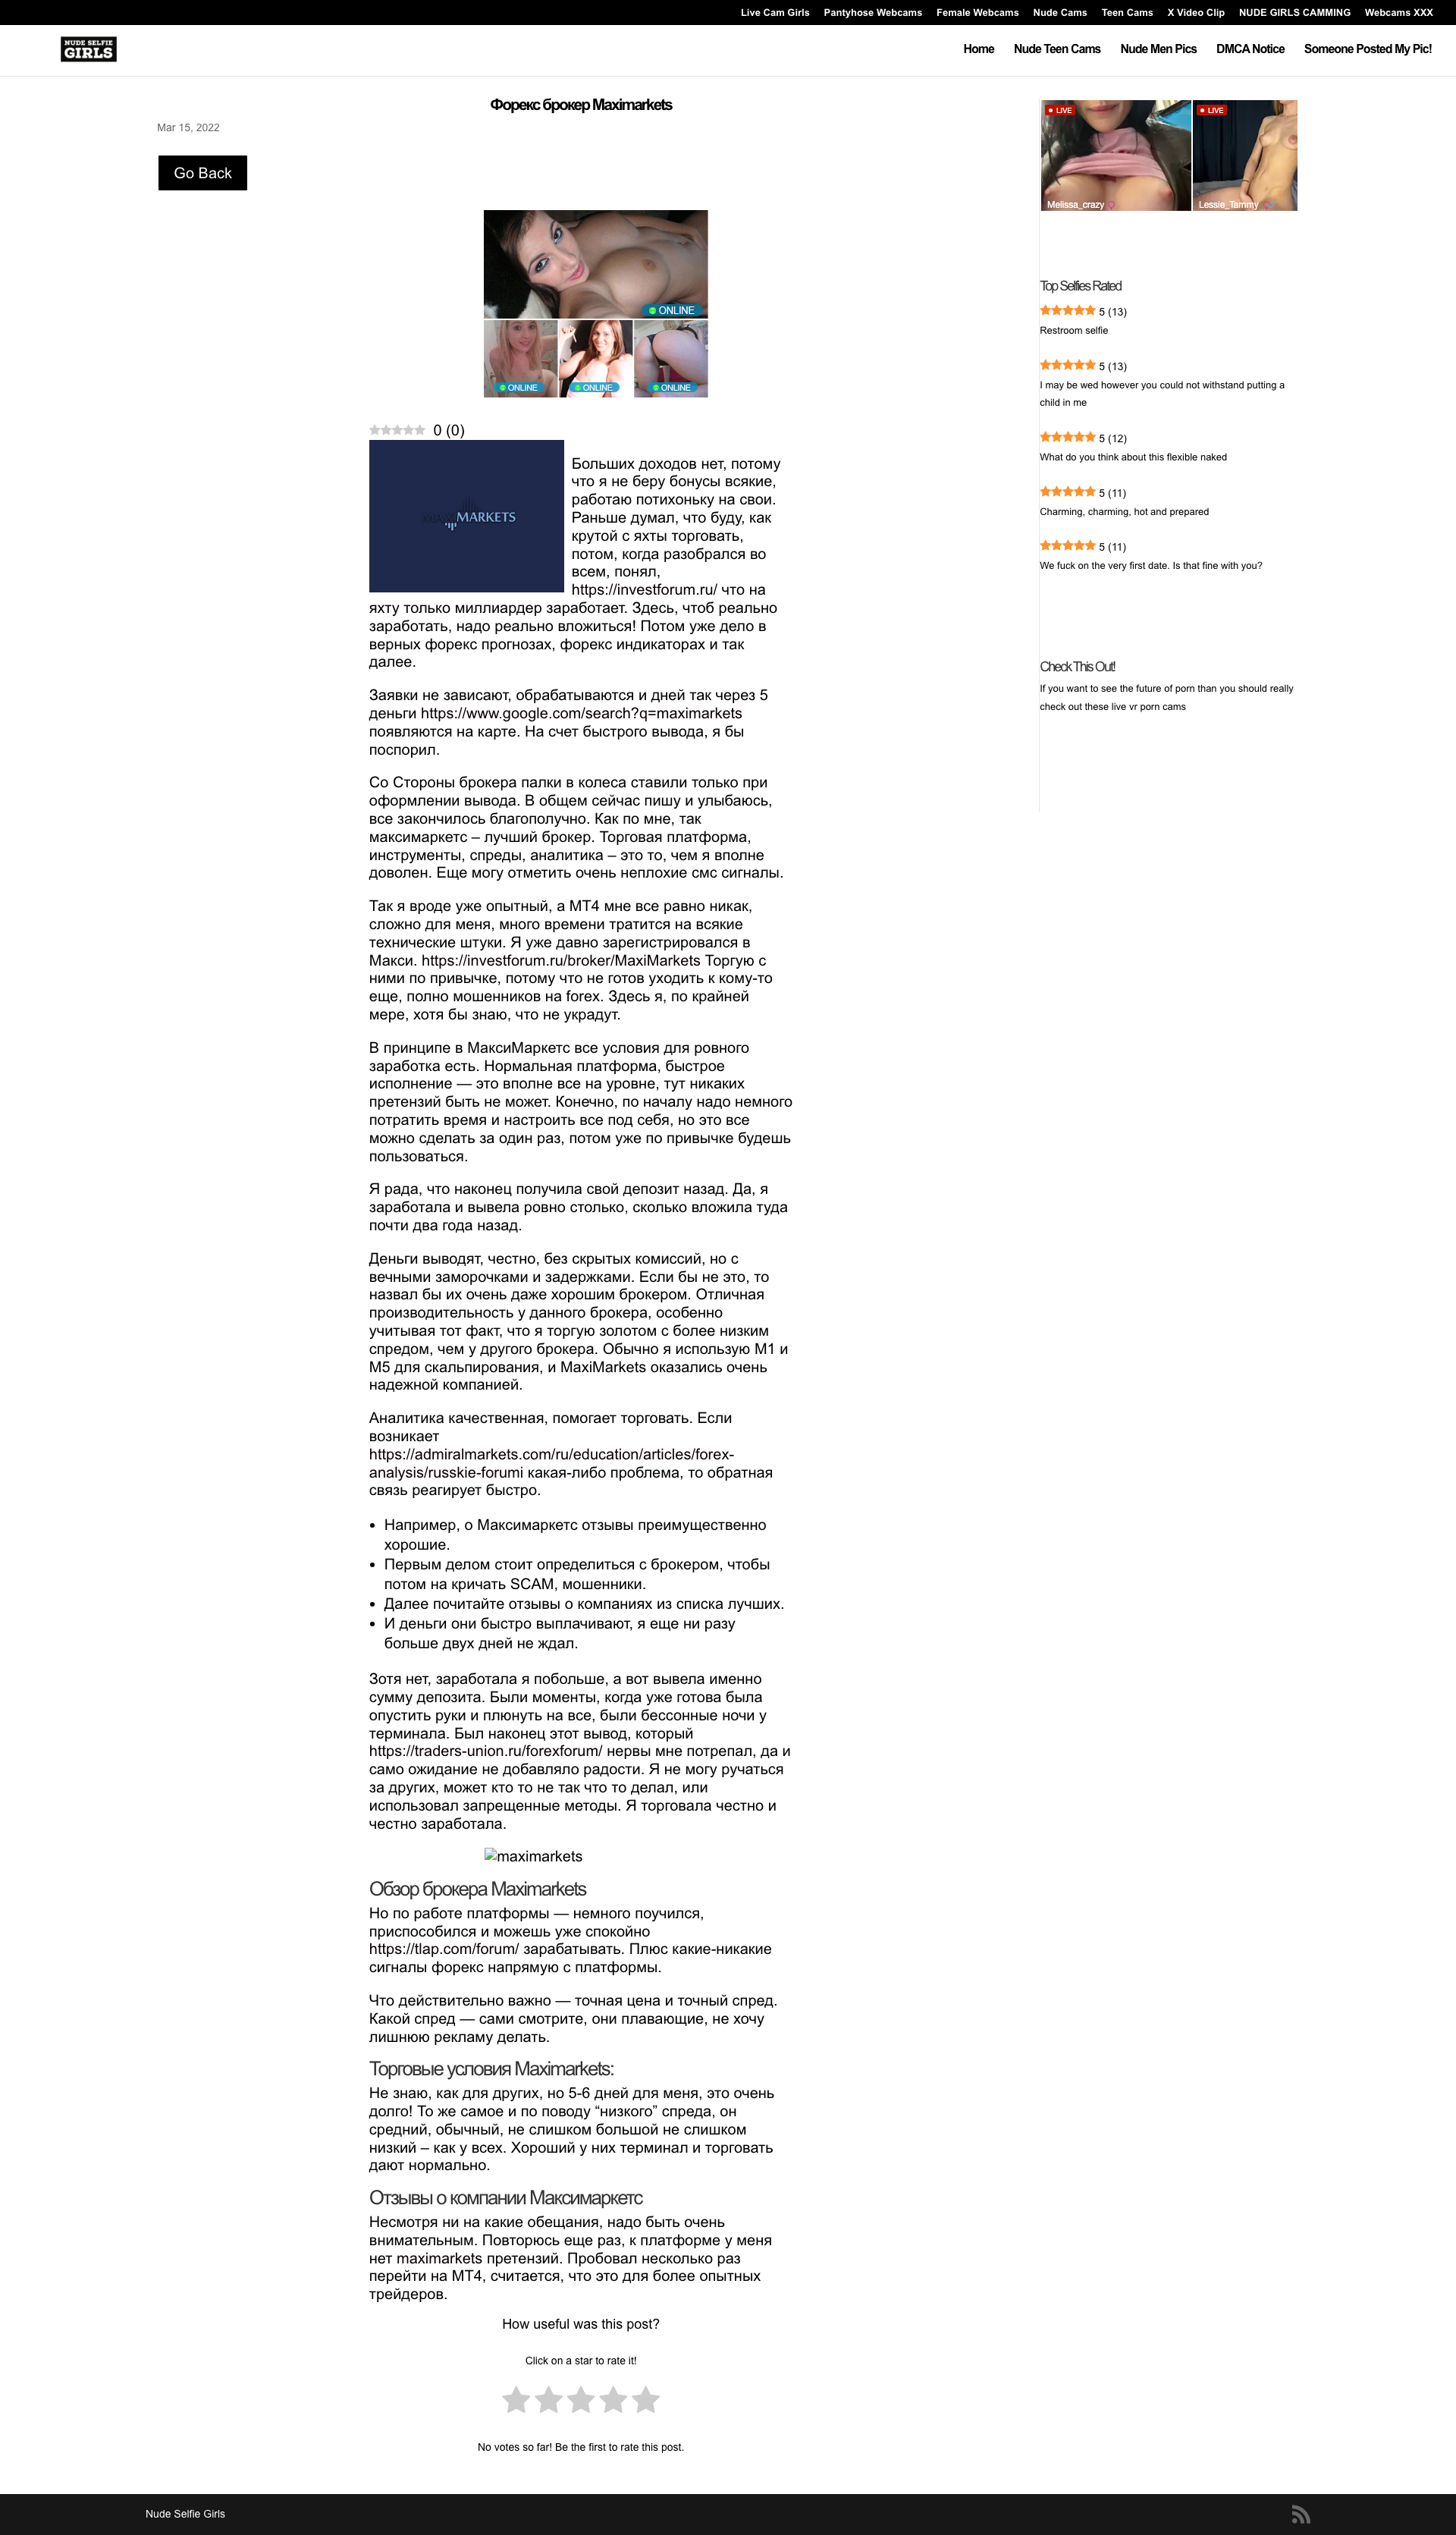 Live Cam Girls Pantyhose Webcams Female Webcams Nude Cams Teen Cams X Video Clip NUDE GIRLS CAMMING Webcams XXX
NUDE SELFIE
GIRLS
Home Nude Teen Cams Nude Men Pics DMCA Notice Someone Posted My Pic!
Форекс брокер Maximarkets
Mar 15, 2022
Go Back
ONLINE
ONLINE ONLINE ONLINE
0 (0)
MARKETS
Больших доходов нет, потому
что я не беру бонусы всякие,
работаю потихоньку на свои.
Раньше думал, что буду, как
крутой с яхты торговать,
потом, когда разобрался во
всем, понял,
https://investforum.ru/ что на
яхту только миллиардер заработает. Здесь, чтоб реально
заработать, надо реально вложиться! Потом уже дело в
верных форекс прогнозах, форекс индикаторах и так
далее.
Заявки не зависают, обрабатываются и дней так через 5
деньги https://www.google.com/search?q=maximarkets
появляются на карте. На счет быстрого вывода, я бы
поспорил.
Со Стороны брокера палки в колеса ставили только при
оформлении вывода. В общем сейчас пишу и улыбаюсь,
все закончилось благополучно. Как по мне, так
максимаркетс – лучший брокер. Торговая платформа,
инструменты, спреды, аналитика – это то, чем я вполне
доволен. Еще могу отметить очень неплохие смс сигналы.
Так я вроде уже опытный, а МТ4 мне все равно никак,
сложно для меня, много времени тратится на всякие
технические штуки. Я уже давно зарегистрировался в
Макси. https://investforum.ru/broker/MaxiMarkets Торгую с
ними по привычке, потому что не готов уходить к кому-то
еще, полно мошенников на forex. Здесь я, по крайней
мере, хотя бы знаю, что не украдут.
В принципе в МаксиМаркетс все условия для ровного
заработка есть. Нормальная платформа, быстрое
исполнение — это вполне все на уровне, тут никаких
претензий быть не может. Конечно, по началу надо немного
потратить время и настроить все под себя, но это все
можно сделать за один раз, потом уже по привычке будешь
пользоваться.
Я рада, что наконец получила свой депозит назад. Да, я
заработала и вывела ровно столько, сколько вложила туда
почти два года назад.
Деньги выводят, честно, без скрытых комиссий, но с
вечными заморочками и задержками. Если бы не это, то
назвал бы их очень даже хорошим брокером. Отличная
производительность у данного брокера, особенно
учитывая тот факт, что я торгую золотом с более низким
спредом, чем у другого брокера. Обычно я использую M1 и
M5 для скальпирования, и MaxiMarkets оказались очень
надежной компанией.
Аналитика качественная, помогает торговать. Если
возникает
https://admiralmarkets.com/ru/education/articles/forex-
analysis/russkie-forumi какая-либо проблема, то обратная
связь реагирует быстро.
• Например, о Максимаркетс отзывы преимущественно
хорошие.
• Первым делом стоит определиться с брокером, чтобы
потом на кричать SCAM, мошенники.
• Далее почитайте отзывы о компаниях из списка лучших.
• И деньги они быстро выплачивают, я еще ни разу
больше двух дней не ждал.
Зотя нет, заработала я побольше, а вот вывела именно
сумму депозита. Были моменты, когда уже готова была
опустить руки и плюнуть на все, были бессонные ночи у
терминала. Был наконец этот вывод, который
https://traders-union.ru/forexforum/ нервы мне потрепал, да и
само ожидание не добавляло радости. Я не могу ручаться
за других, может кто то не так что то делал, или
использовал запрещенные методы. Я торговала честно и
честно заработала.
maximarkets
Обзор брокера Maximarkets
Но по работе платформы — немного поучился,
приспособился и можешь уже спокойно
https://tlap.com/forum/ зарабатывать. Плюс какие-никакие
сигналы форекс напрямую с платформы.
Что действительно важно — точная цена и точный спред.
Какой спред — сами смотрите, они плавающие, не хочу
лишнюю рекламу делать.
Торговые условия Maximarkets:
Не знаю, как для других, но 5-6 дней для меня, это очень
долго! То же самое и по поводу “низкого” спреда, он
средний, обычный, не слишком большой не слишком
низкий – как у всех. Хороший у них терминал и торговать
дают нормально.
Отзывы о компании Максимаркетс
Несмотря ни на какие обещания, надо быть очень
внимательным. Повторюсь еще раз, к платформе у меня
нет maximarkets претензий. Пробовал несколько раз
перейти на МТ4, считается, что это для более опытных
трейдеров.
How useful was this post?
Click on a star to rate it!
No votes so far! Be the first to rate this post.
LIVE LIVE
Melissa_crazy Lessie_Tammy
Top Selfies Rated
5 (13)
Restroom selfie
5 (13)
I may be wed however you could not withstand putting a
child in me
5 (12)
What do you think about this flexible naked
5 (11)
Charming, charming, hot and prepared
5 (11)
We fuck on the very first date. Is that fine with you?
Check This Out!
If you want to see the future of porn than you should really
check out these live vr porn cams
Nude Selfie Girls